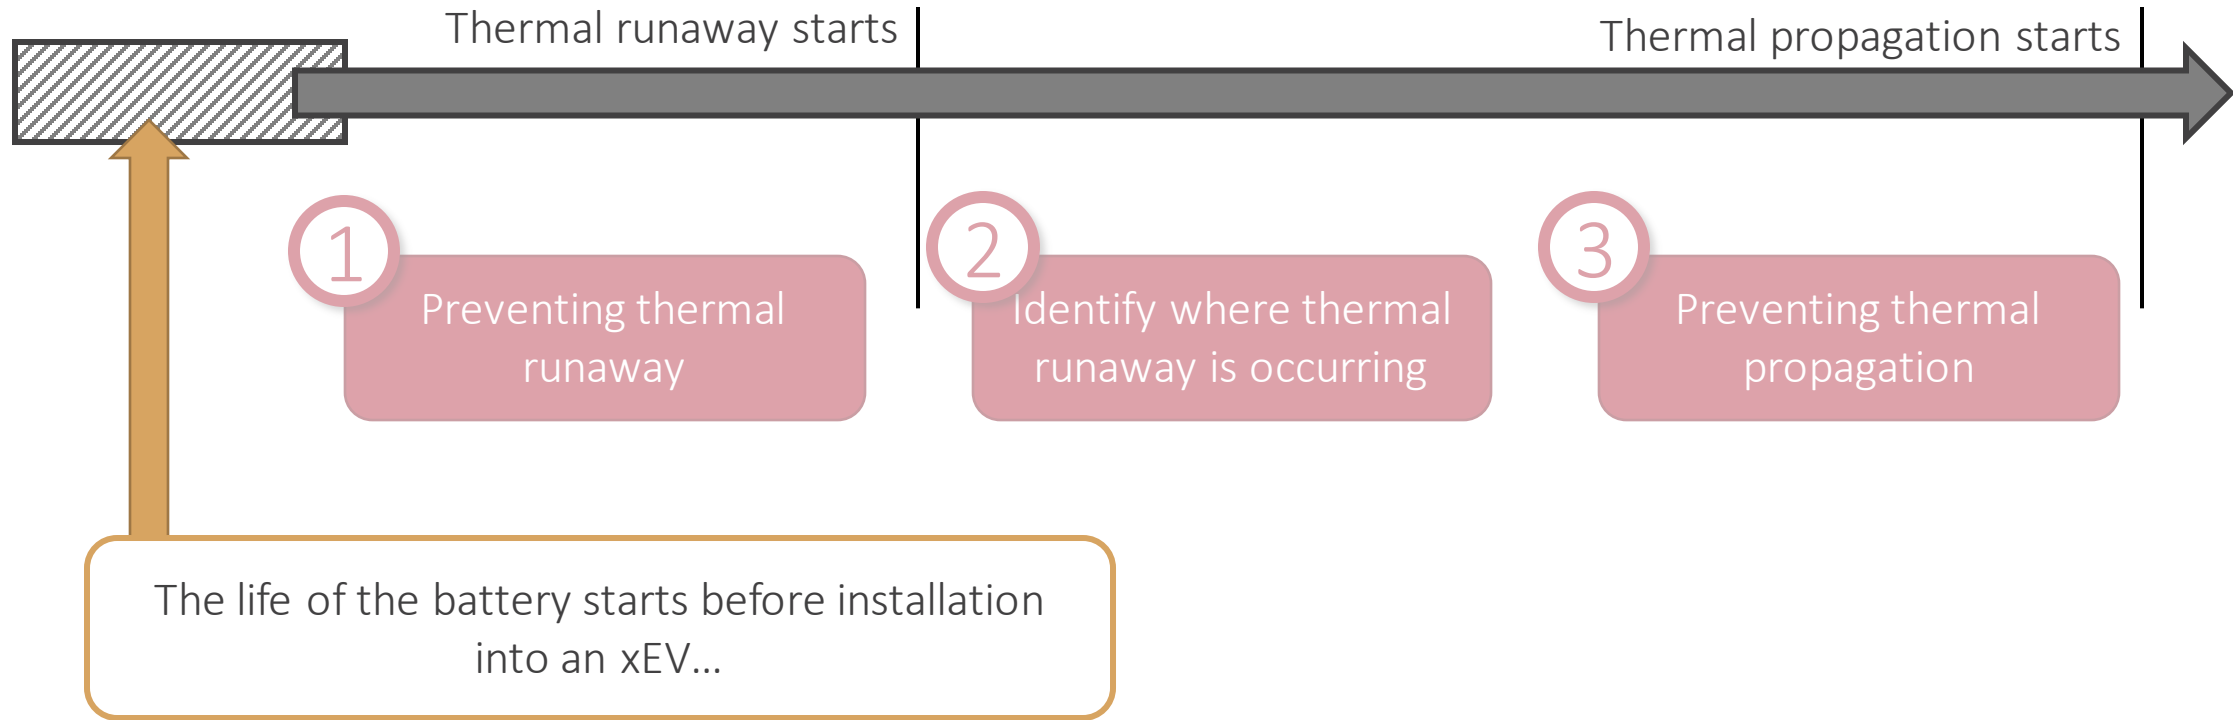 Thermal runaway starts
Thermal propagation starts
1
Preventing thermal
runaway
2
Identify where thermal
runaway is occurring
3
Preventing thermal
propagation
The life of the battery starts before installation
into an xEV...